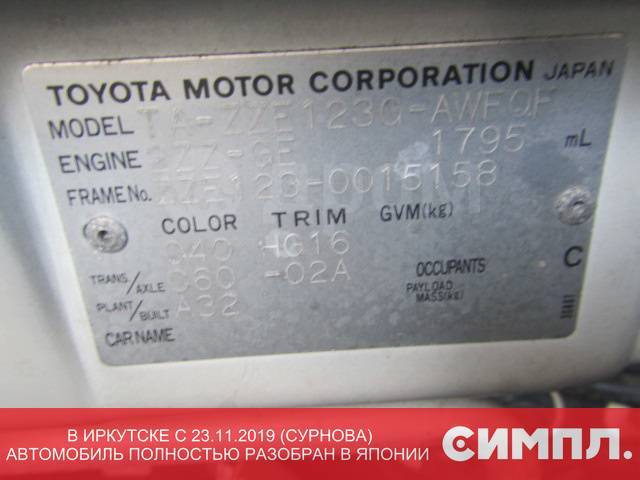 TOYOTA MOTOR CORPORATION JAPAN
MODEL TA-ZZE123G-AWFQF
ENGINE 2ZZ-GE 1795 mL
FRAME No. ZZE123-0015158
COLOR TRIM GVM(kg)
040 HG16
TRANS/AXLE C60 -02A OCCUPANTS C
PLANT/BUILT A32 PAYLOAD MASS(kg)
CAR NAME
В ИРКУТСКЕ С 23.11.2019 (СУРНОВА)
АВТОМОБИЛЬ ПОЛНОСТЬЮ РАЗОБРАН В ЯПОНИИ
СИМПЛ.